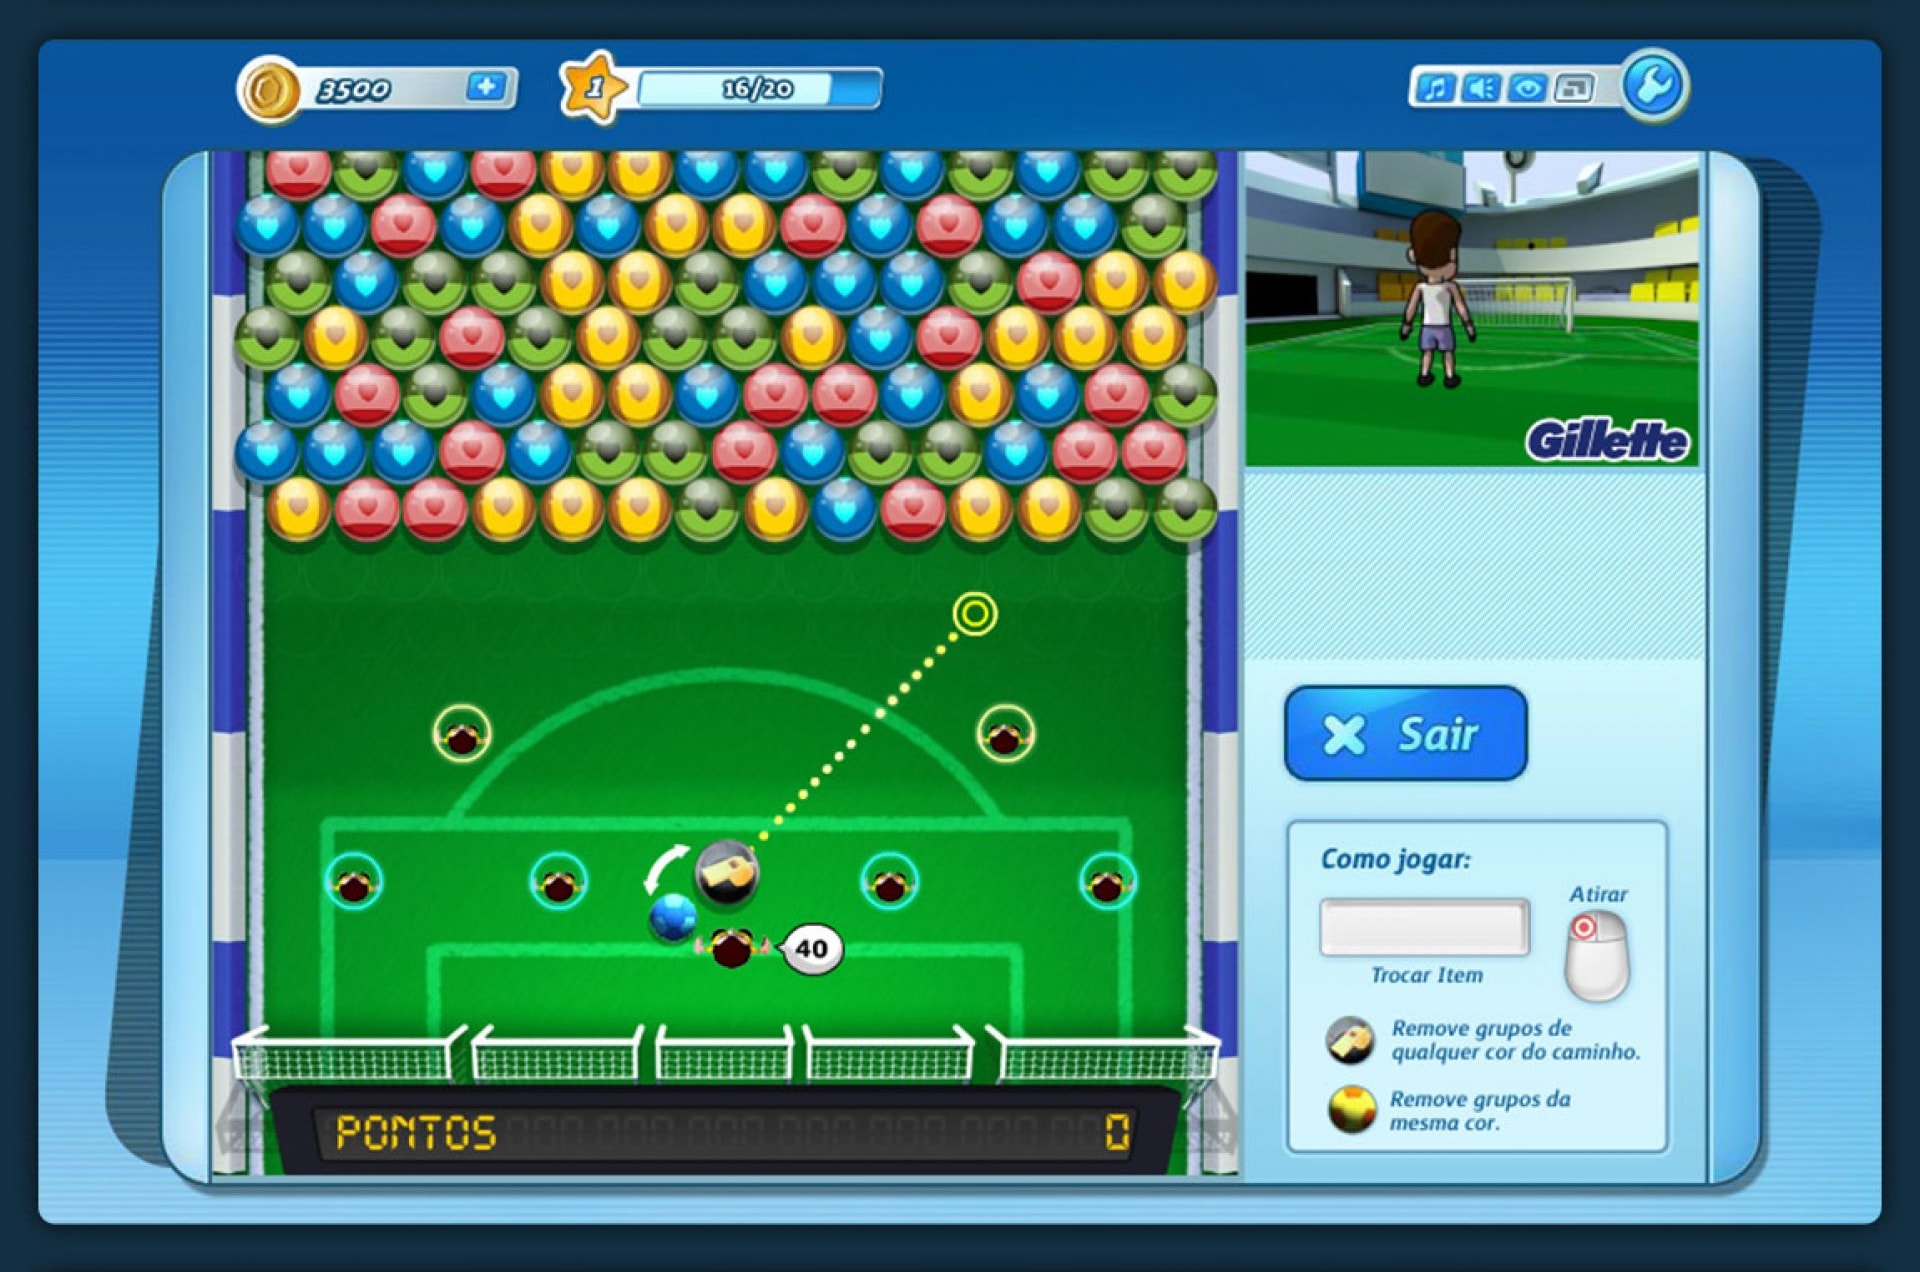 3500
1
16/20
Gillette
Sair
Como jogar:
Atirar
Trocar Item
Remove grupos de
qualquer cor do caminho.
Remove grupos da
mesma cor.
40
PONTOS 0